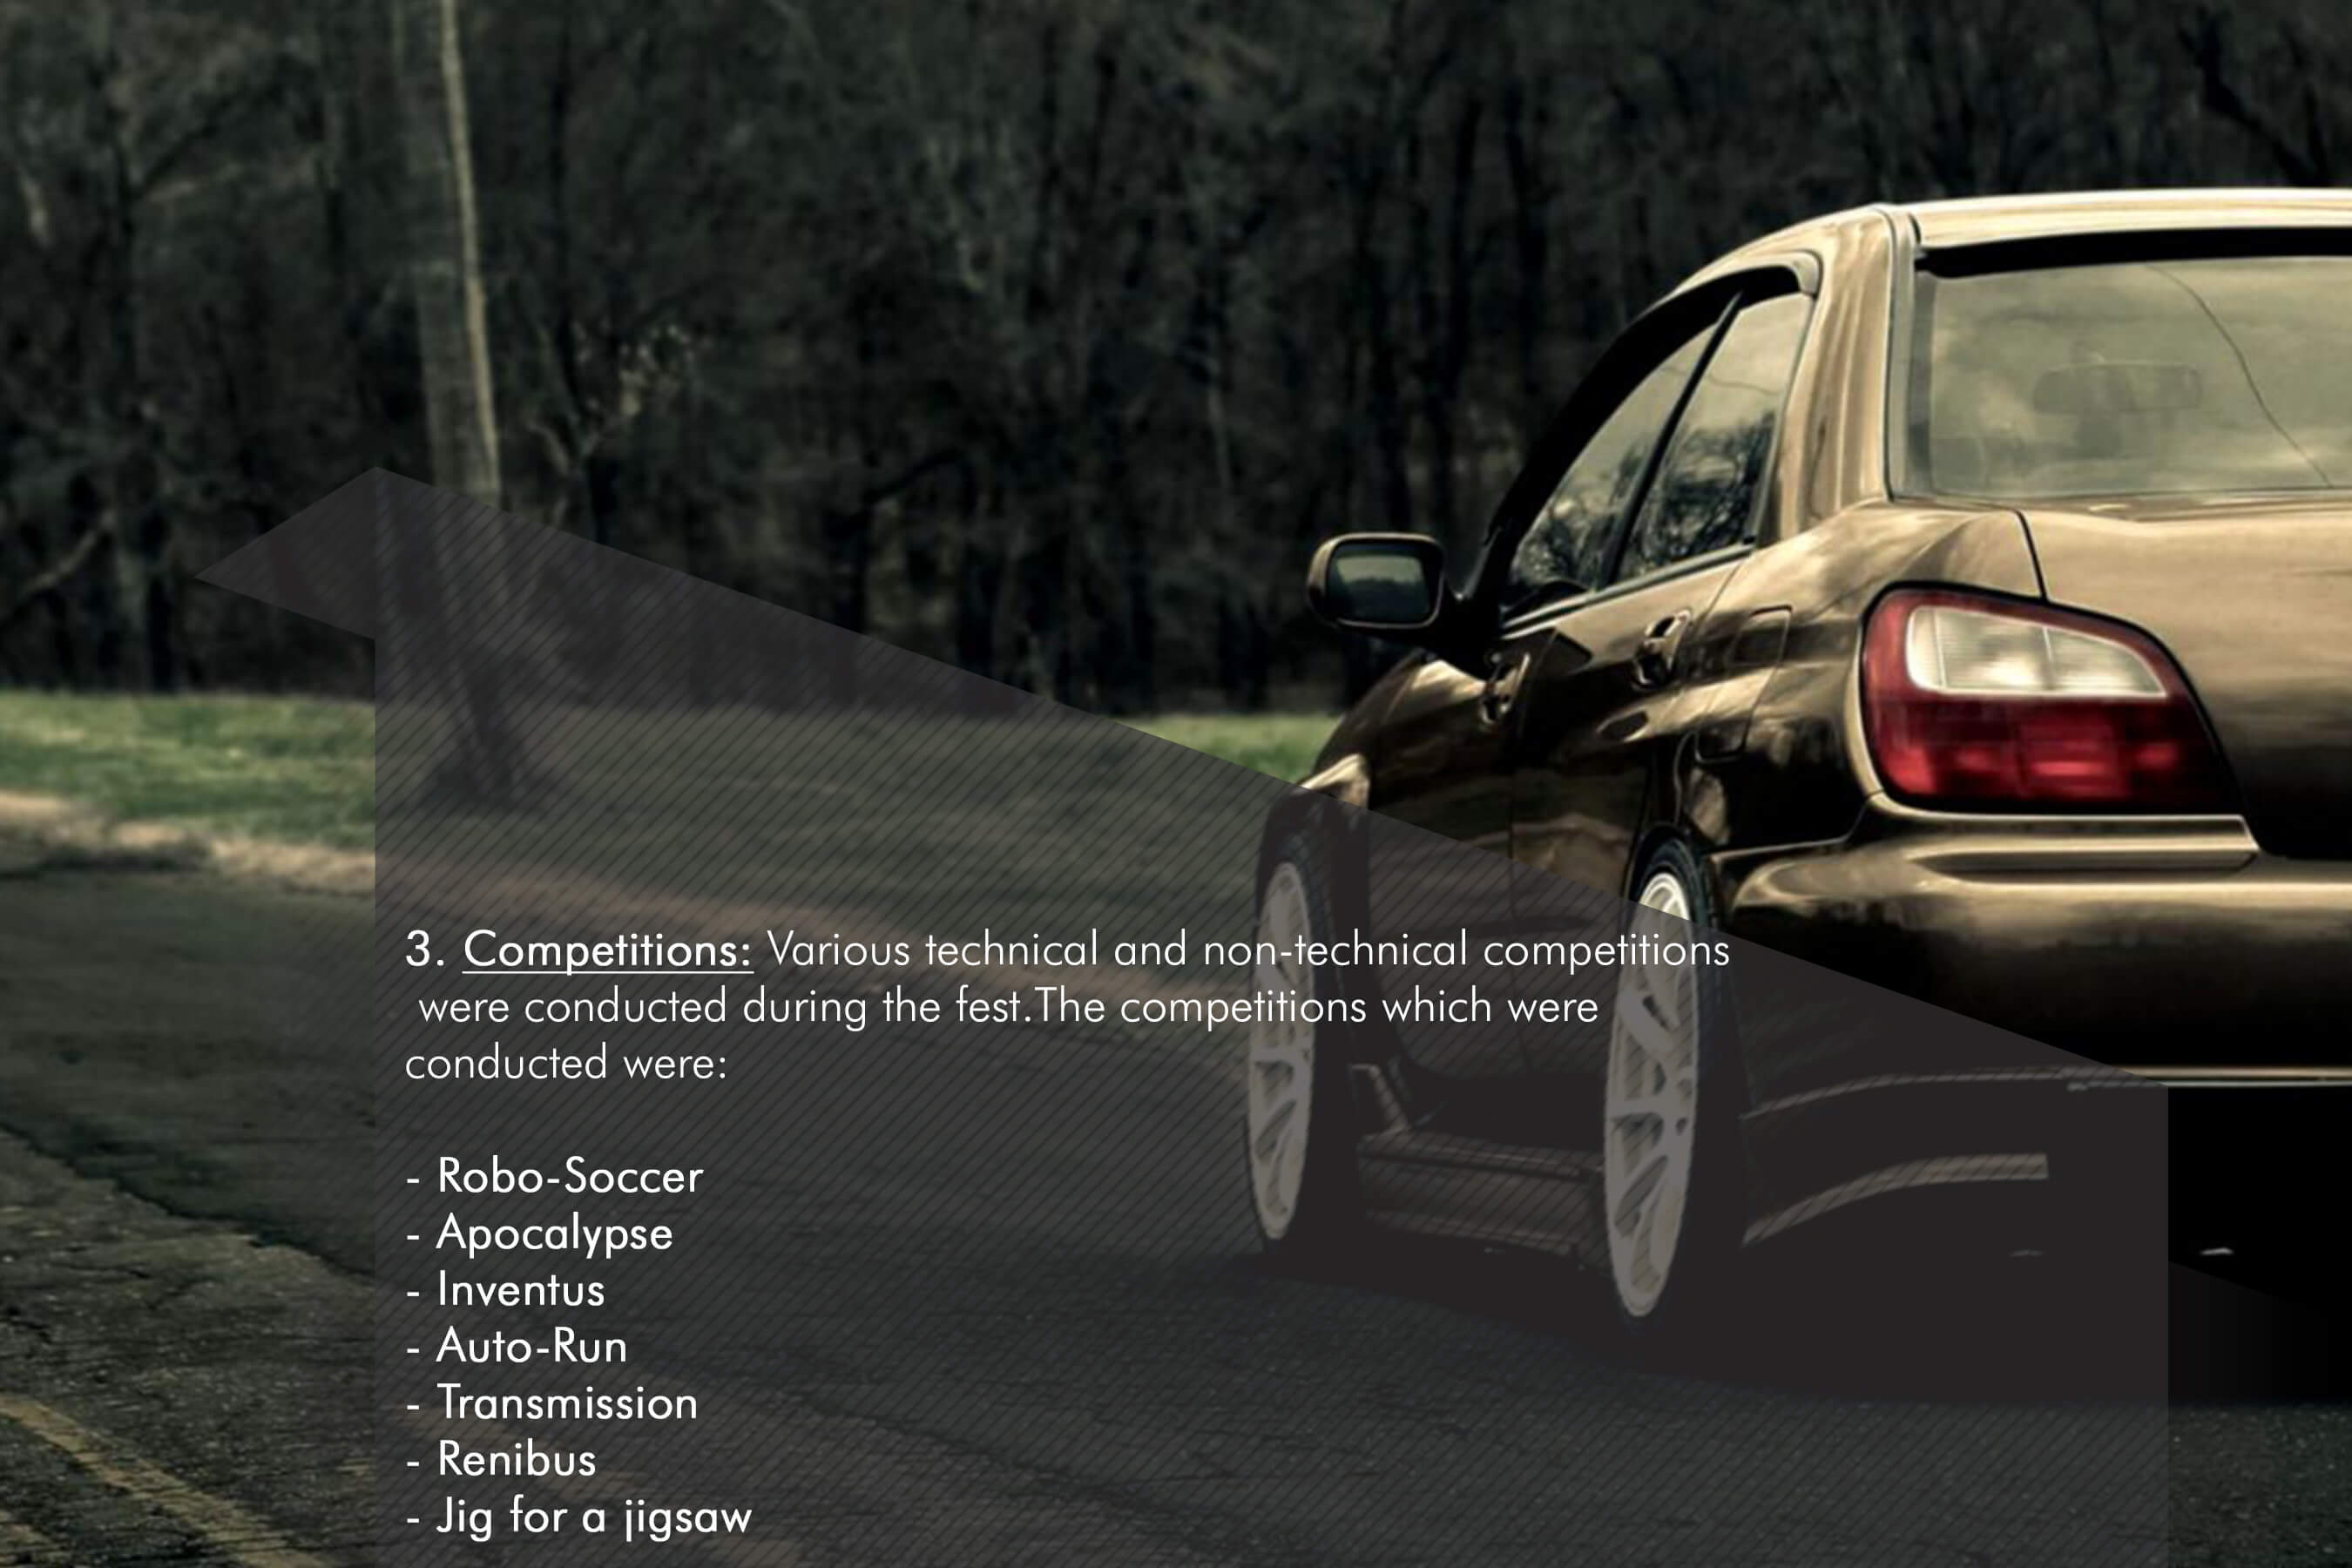 3. Competitions: Various technical and non-technical competitions
were conducted during the fest.The competitions which were
conducted were:
- Robo-Soccer
- Apocalypse
- Inventus
- Auto-Run
- Transmission
- Renibus
- Jig for a jigsaw